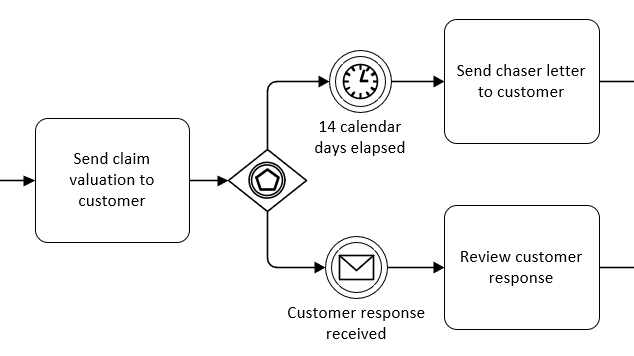 Send claim
valuation to
customer
14 calendar
days elapsed
Send chaser letter
to customer
Customer response
received
Review customer
response